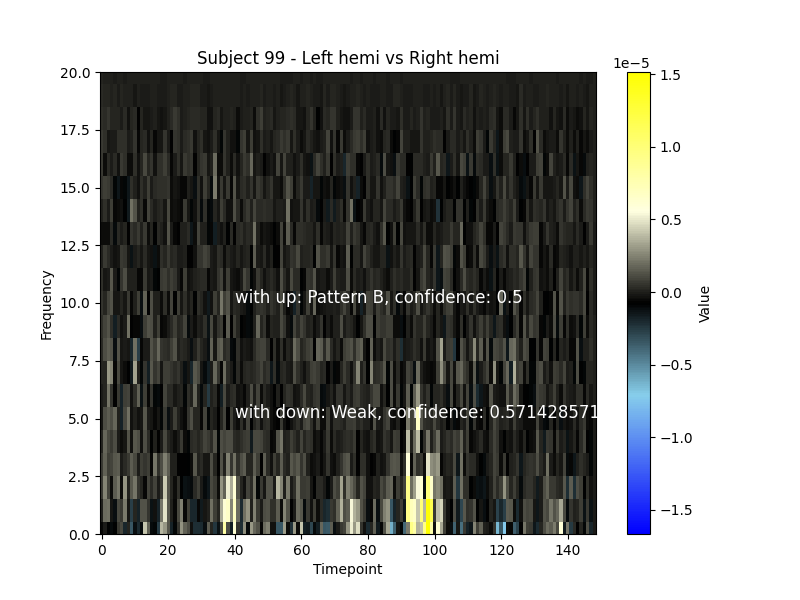 Subject 99 - Left hemi vs Right hemi
1e−5
20.0
17.5
15.0
12.5
10.0
7.5
5.0
2.5
0.0
Frequency
with up: Pattern B, confidence: 0.5
with down: Weak, confidence: 0.571428571
0 20 40 60 80 100 120 140
Timepoint
1.5
1.0
0.5
0.0
−0.5
−1.0
−1.5
Value